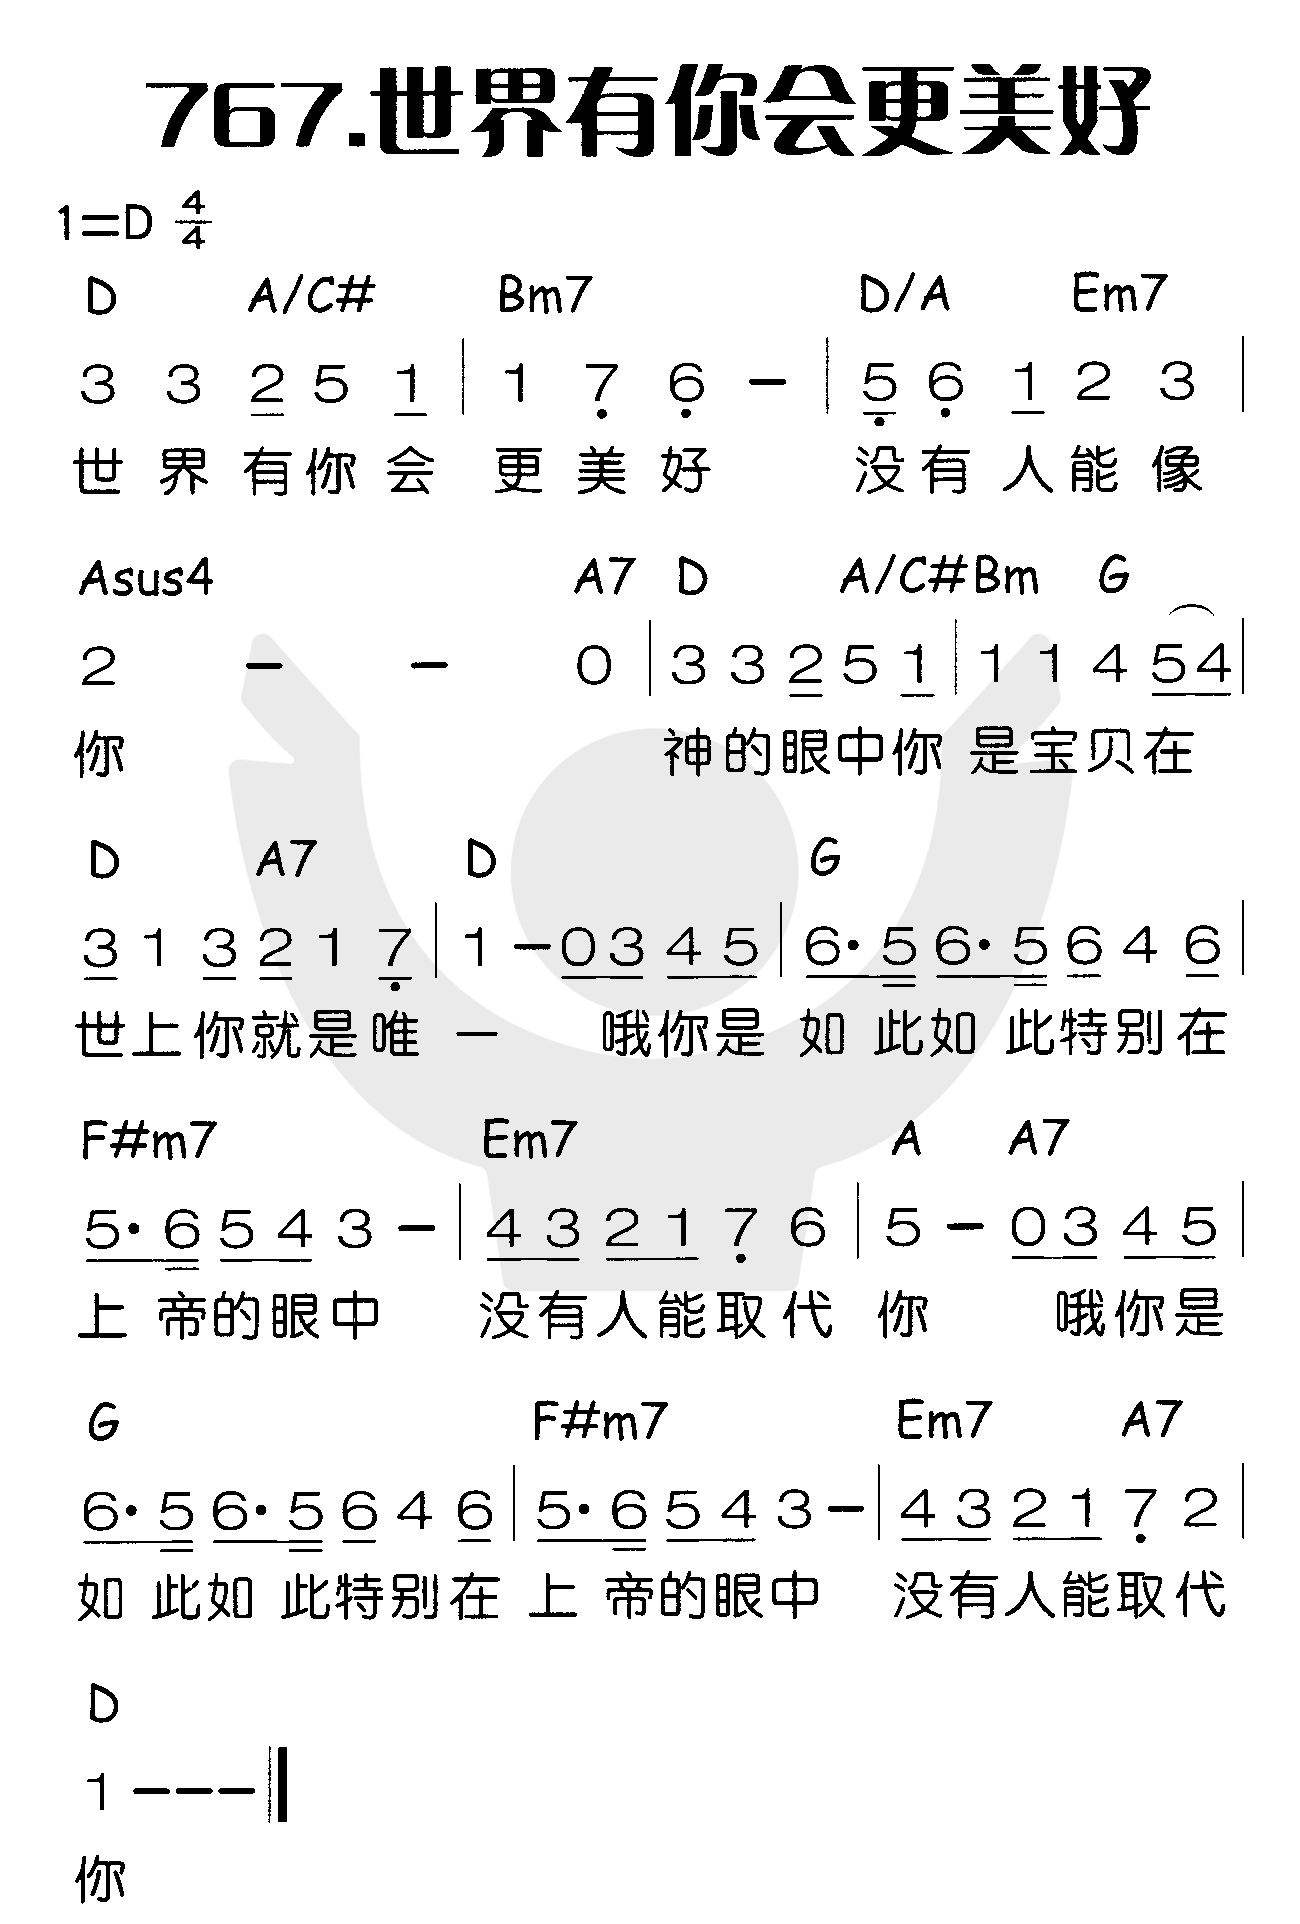 767.世界有你会更美好
1=D 4/4
D A/C# Bm7 D/A Em7
3 3 2 5 1 | 1 7 6 - | 5 6 1 2 3 |
世 界 有你 会 更 美 好 没有 人能 像
Asus4 A7 D A/C# Bm G
2 - - 0 | 3 3 2 5 1 | 1 1 4 5 4 |
你 神的眼中你 是宝贝在
D A7 D G
3 1 3 2 1 7 | 1 - 0 3 4 5 | 6· 5 6· 5 6 4 6 |
世上你就是唯 一 哦你是 如 此如 此特别在
F#m7 Em7 A A7
5· 6 5 4 3 - | 4 3 2 1 7 6 | 5 - 0 3 4 5 |
上 帝的眼中 没有人能取代 你 哦你是
G F#m7 Em7 A7
6· 5 6· 5 6 4 6 | 5· 6 5 4 3 - | 4 3 2 1 7 2 |
如 此如 此特别在 上 帝的眼中 没有人能取代
D
1 - - - ‖
你